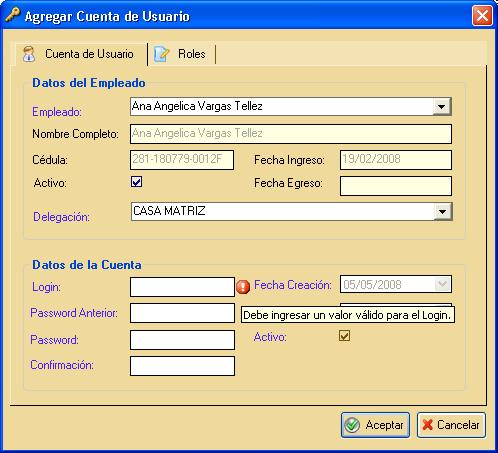 Agregar Cuenta de Usuario
Cuenta de Usuario Roles
Datos del Empleado
Empleado: Ana Angelica Vargas Tellez
Nombre Completo: Ana Angelica Vargas Tellez
Cédula: 281-180779-0012F Fecha Ingreso: 19/02/2008
Activo: Fecha Egreso:
Delegación: CASA MATRIZ
Datos de la Cuenta
Login: Fecha Creación: 05/05/2008
Password Anterior: Debe ingresar un valor válido para el Login.
Password: Activo:
Confirmación:
Aceptar Cancelar